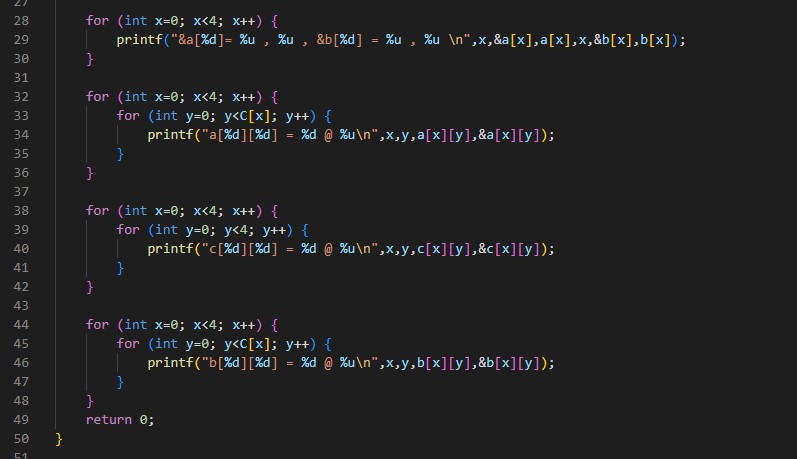 27
28 for (int x=0; x<4; x++) {
29 printf("&a[%d]= %u , %u , &b[%d] = %u , %u \n",x,&a[x],a[x],x,&b[x],b[x]);
30 }
31
32 for (int x=0; x<4; x++) {
33 for (int y=0; y<C[x]; y++) {
34 printf("a[%d][%d] = %d @ %u\n",x,y,a[x][y],&a[x][y]);
35 }
36 }
37
38 for (int x=0; x<4; x++) {
39 for (int y=0; y<4; y++) {
40 printf("c[%d][%d] = %d @ %u\n",x,y,c[x][y],&c[x][y]);
41 }
42 }
43
44 for (int x=0; x<4; x++) {
45 for (int y=0; y<C[x]; y++) {
46 printf("b[%d][%d] = %d @ %u\n",x,y,b[x][y],&b[x][y]);
47 }
48 }
49 return 0;
50 }
51